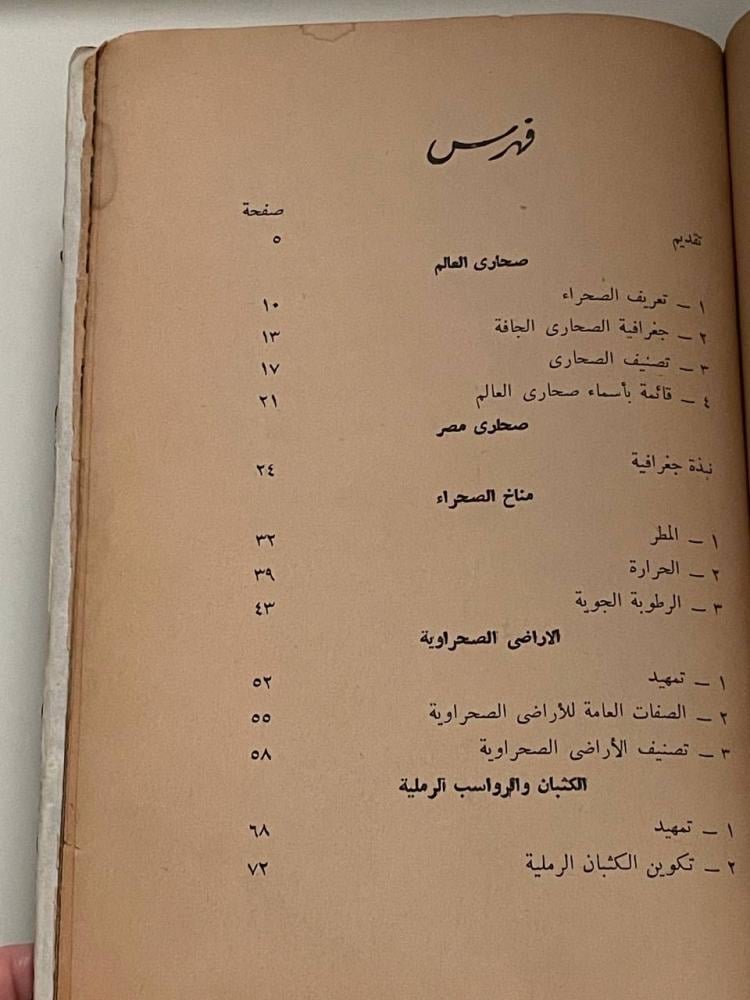 فهرس
صفحة
تقديم ٥
صحارى العالم
١ — تعريف الصحراء ١٠
٢ — جغرافية الصحارى الجافة ١٣
٣ — تصنيف الصحارى ١٧
٤ — قائمة بأسماء صحارى العالم ٢١
صحارى مصر
نبذة جغرافية ٢٤
مناخ الصحراء
١ — المطر ٣٢
٢ — الحرارة ٣٩
٣ — الرطوبة الجوية ٤٣
الاراضى الصحراوية
١ — تمهيد ٥٢
٢ — الصفات العامة للأراضى الصحراوية ٥٥
٣ — تصنيف الأراضى الصحراوية ٥٨
الكثبان والرواسب الرملية
١ — تمهيد ٦٨
٢ — تكوين الكثبان الرملية ٧٢